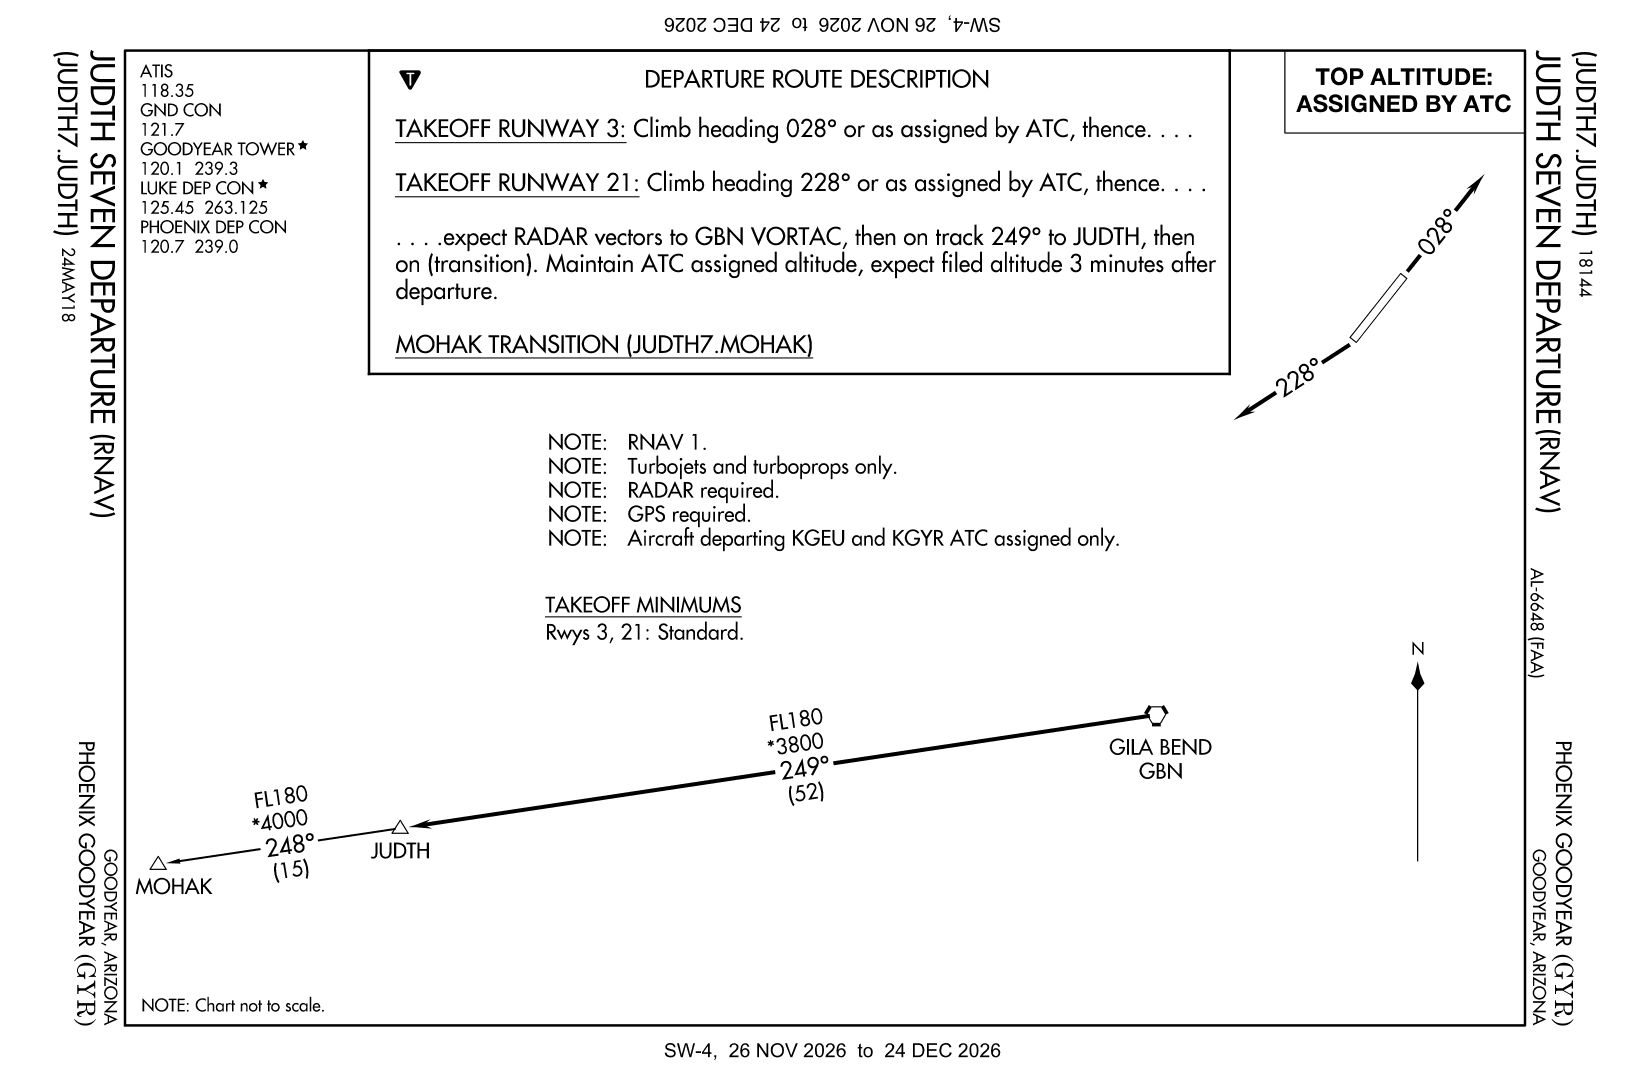 SW-4, 26 NOV 2026 to 24 DEC 2026
JUDTH SEVEN DEPARTURE (RNAV)
(JUDTH7.JUDTH) 24MAY18
PHOENIX GOODYEAR (GYR)
GOODYEAR, ARIZONA
ATIS
118.35
GND CON
121.7
GOODYEAR TOWER★
120.1 239.3
LUKE DEP CON★
125.45 263.125
PHOENIX DEP CON
120.7 239.0
T
DEPARTURE ROUTE DESCRIPTION
TAKEOFF RUNWAY 3: Climb heading 028° or as assigned by ATC, thence. . . .
TAKEOFF RUNWAY 21: Climb heading 228° or as assigned by ATC, thence. . . .
. . . .expect RADAR vectors to GBN VORTAC, then on track 249° to JUDTH, then
on (transition). Maintain ATC assigned altitude, expect filed altitude 3 minutes after
departure.
MOHAK TRANSITION (JUDTH7.MOHAK)
TOP ALTITUDE:
ASSIGNED BY ATC
028°
228°
NOTE: RNAV 1.
NOTE: Turbojets and turboprops only.
NOTE: RADAR required.
NOTE: GPS required.
NOTE: Aircraft departing KGEU and KGYR ATC assigned only.
TAKEOFF MINIMUMS
Rwys 3, 21: Standard.
N
FL180
*3800
249°
(52)
GILA BEND
GBN
FL180
*4000
248°
(15)
JUDTH
MOHAK
NOTE: Chart not to scale.
(JUDTH7.JUDTH) 18144
JUDTH SEVEN DEPARTURE (RNAV)
AL-6648 (FAA)
PHOENIX GOODYEAR (GYR)
GOODYEAR, ARIZONA
SW-4, 26 NOV 2026 to 24 DEC 2026